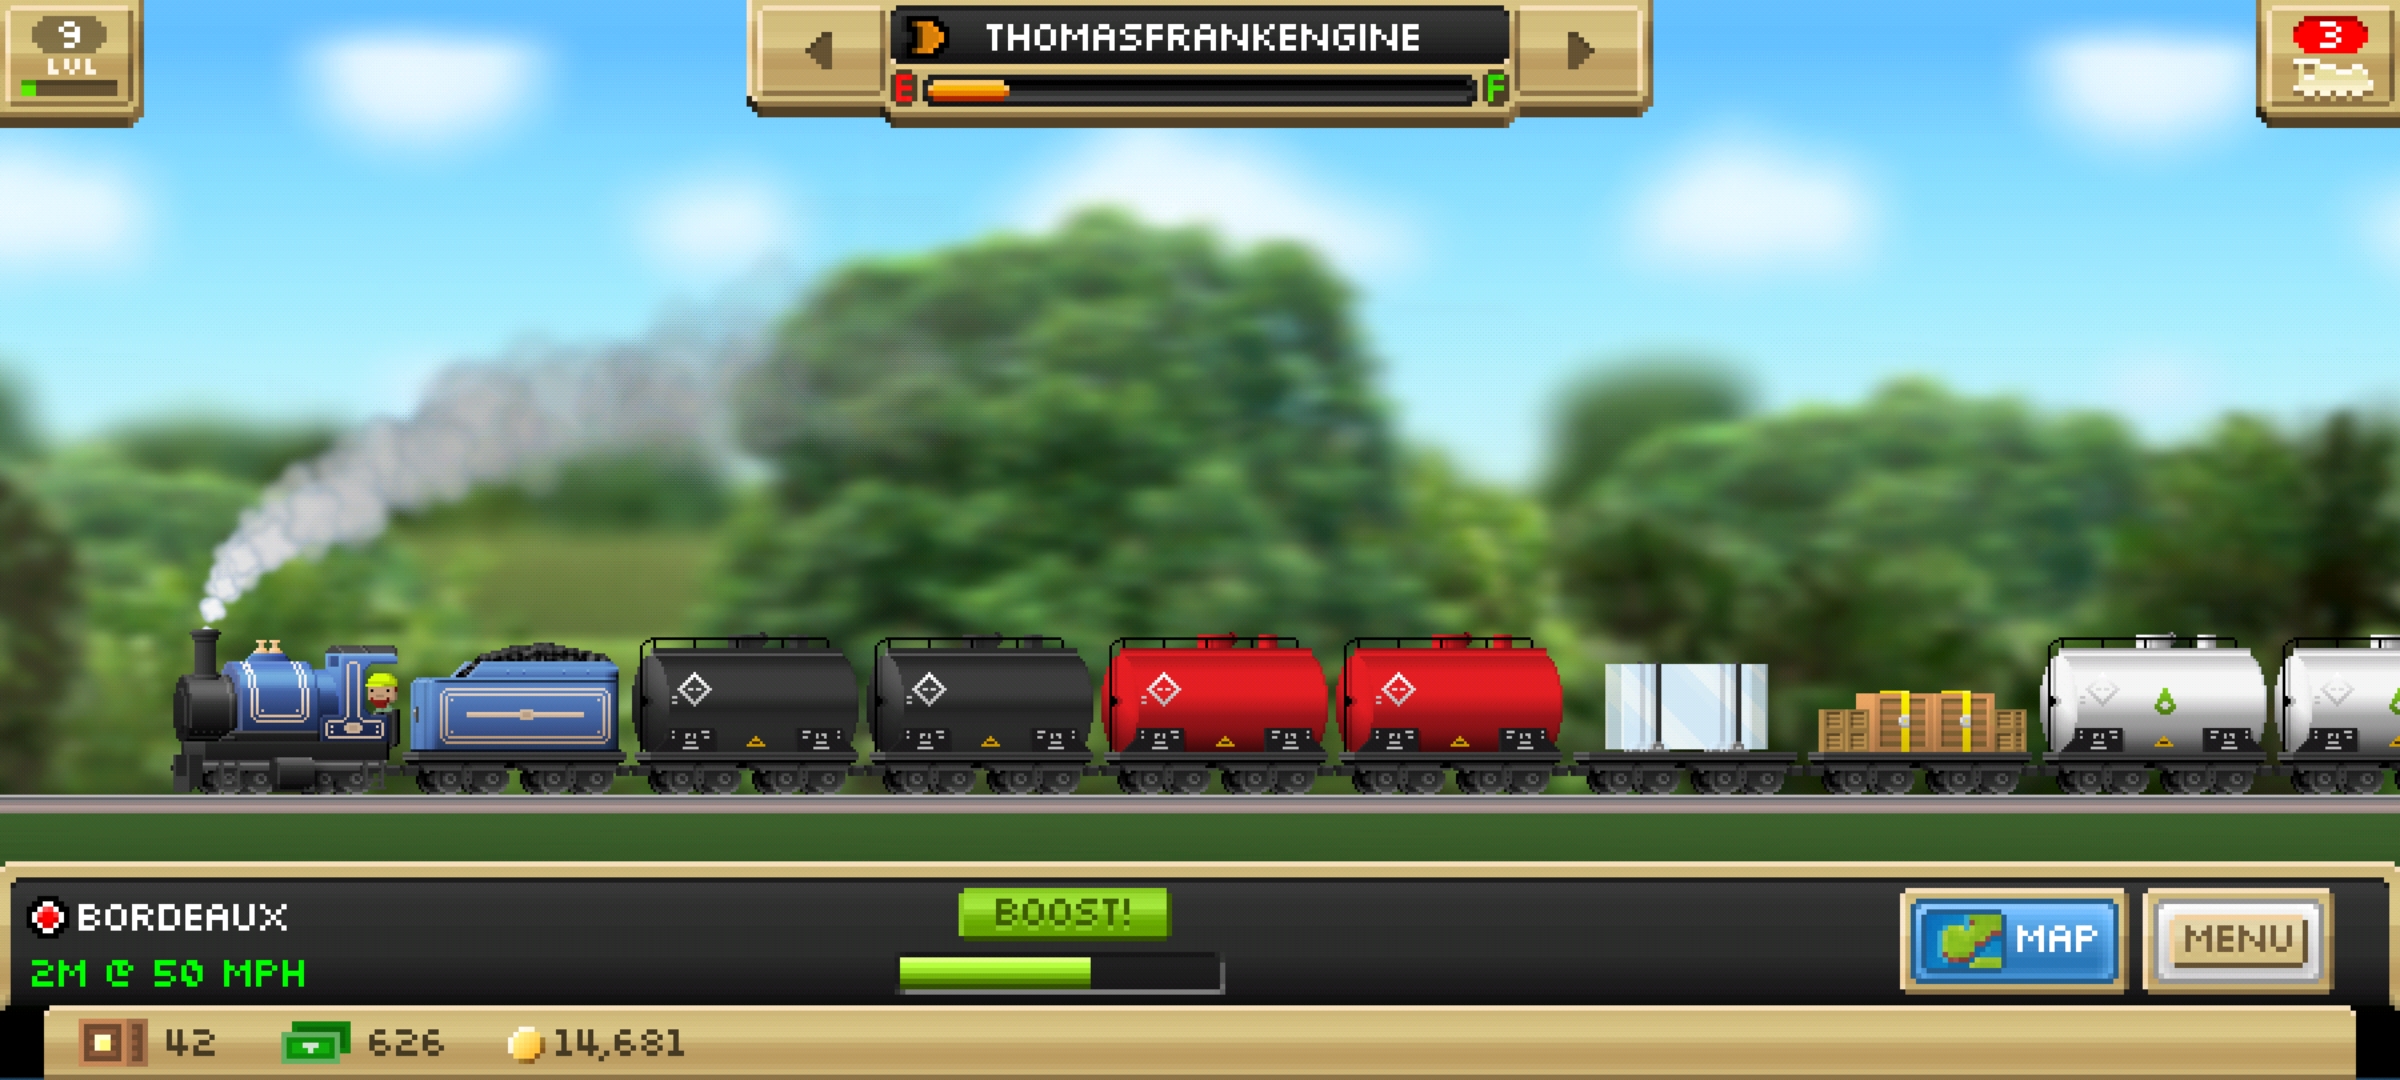 9
LVL
THOMASFRANKENGINE
E F
3
BORDEAUX
2M @ 50 MPH
BOOST!
MAP
MENU
42
626
14,681